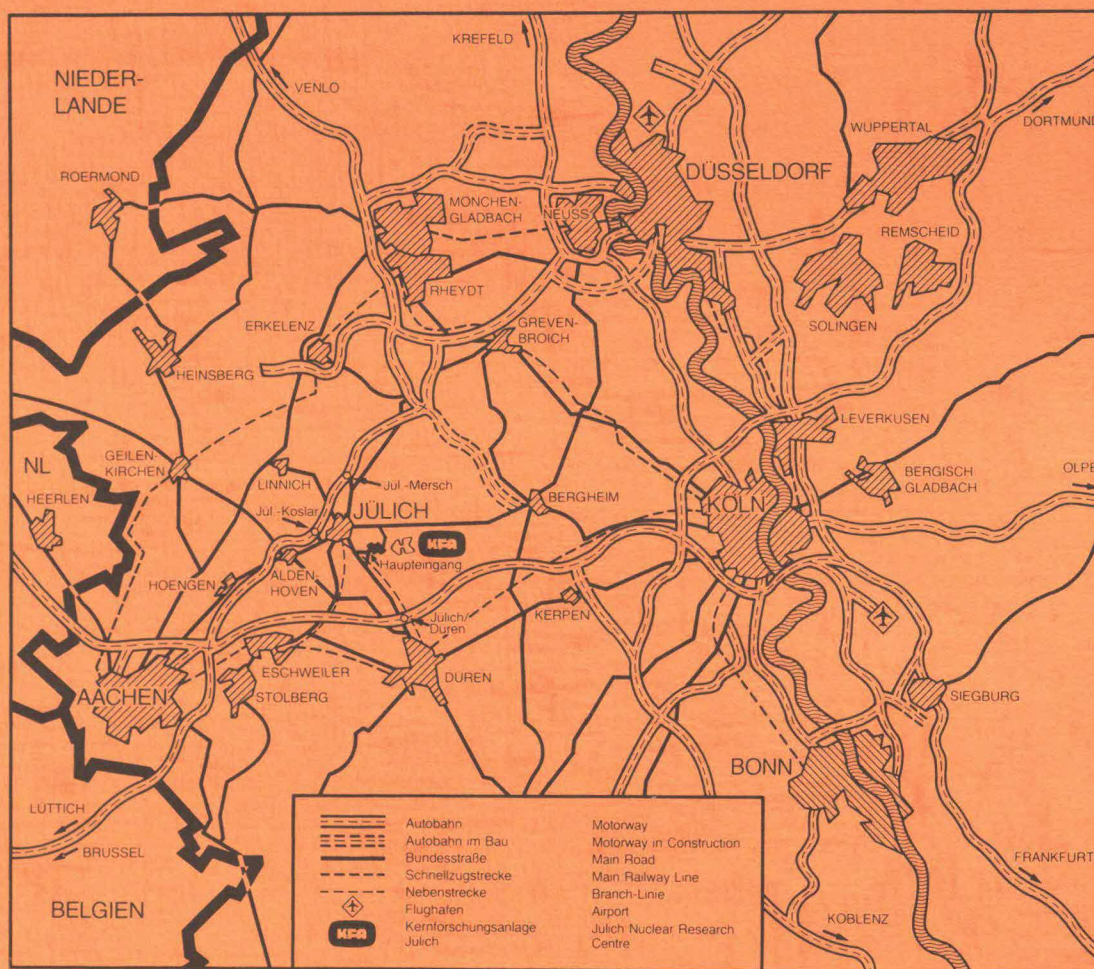 KREFELD
NIEDER-
LANDE
VENLO
WUPPERTAL
DORTMUND
ROERMOND
DÜSSELDORF
MÖNCHEN-
GLADBACH
NEUSS
REMSCHEID
RHEYDT
ERKELENZ
GREVEN-
BROICH
SOLINGEN
HEINSBERG
LEVERKUSEN
GEILEN-
KIRCHEN
NL
HEERLEN
LINNICH
Jül.-Mersch
BERGHEIM
BERGISCH
GLADBACH
OLPE
JÜLICH
KÖLN
Jül.-Koslar
KFA
Haupteingang
HOENGEN
ALDEN-
HOVEN
KERPEN
Jülich/
Düren
ESCHWEILER
DÜREN
AACHEN
STOLBERG
SIEGBURG
BONN
LÜTTICH
BRÜSSEL
FRANKFURT
BELGIEN
KOBLENZ
Autobahn Motorway
Autobahn im Bau Motorway in Construction
Bundesstraße Main Road
Schnellzugstrecke Main Railway Line
Nebenstrecke Branch-Linie
Flughafen Airport
KFA Kernforschungsanlage Jülich Nuclear Research
Jülich Centre